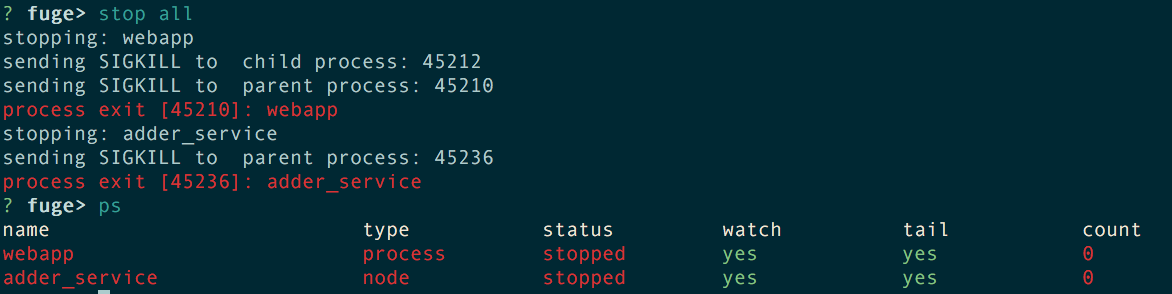 ? fuge> stop all
stopping: webapp
sending SIGKILL to  child process: 45212
sending SIGKILL to  parent process: 45210
process exit [45210]: webapp
stopping: adder_service
sending SIGKILL to  parent process: 45236
process exit [45236]: adder_service
? fuge> ps
name                          type           status         watch          tail           count
webapp                        process        stopped        yes            yes            0
adder_service                 node           stopped        yes            yes            0